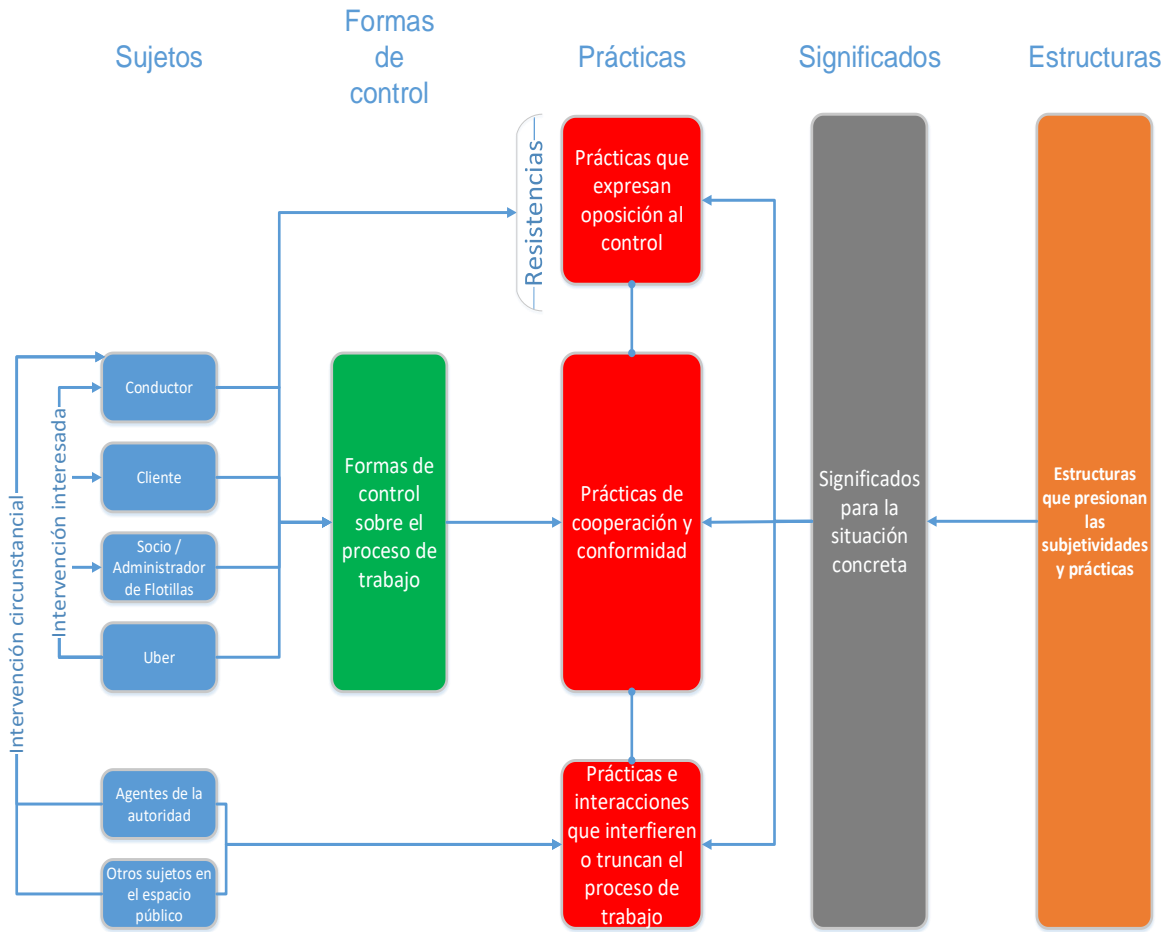 Sujetos
Formas
de
control
Prácticas
Significados
Estructuras
Resistencias
Prácticas que
expresan
oposición al
control
Intervención circunstancial
Intervención interesada
Conductor
Cliente
Socio /
Administrador
de Flotillas
Uber
Formas de
control
sobre el
proceso de
trabajo
Prácticas de
cooperación y
conformidad
Significados
para la
situación
concreta
Estructuras
que presionan
las
subjetividades
y prácticas
Agentes de la
autoridad
Otros sujetos en
el espacio
público
Prácticas e
interacciones
que interfieren
o truncan el
proceso de
trabajo